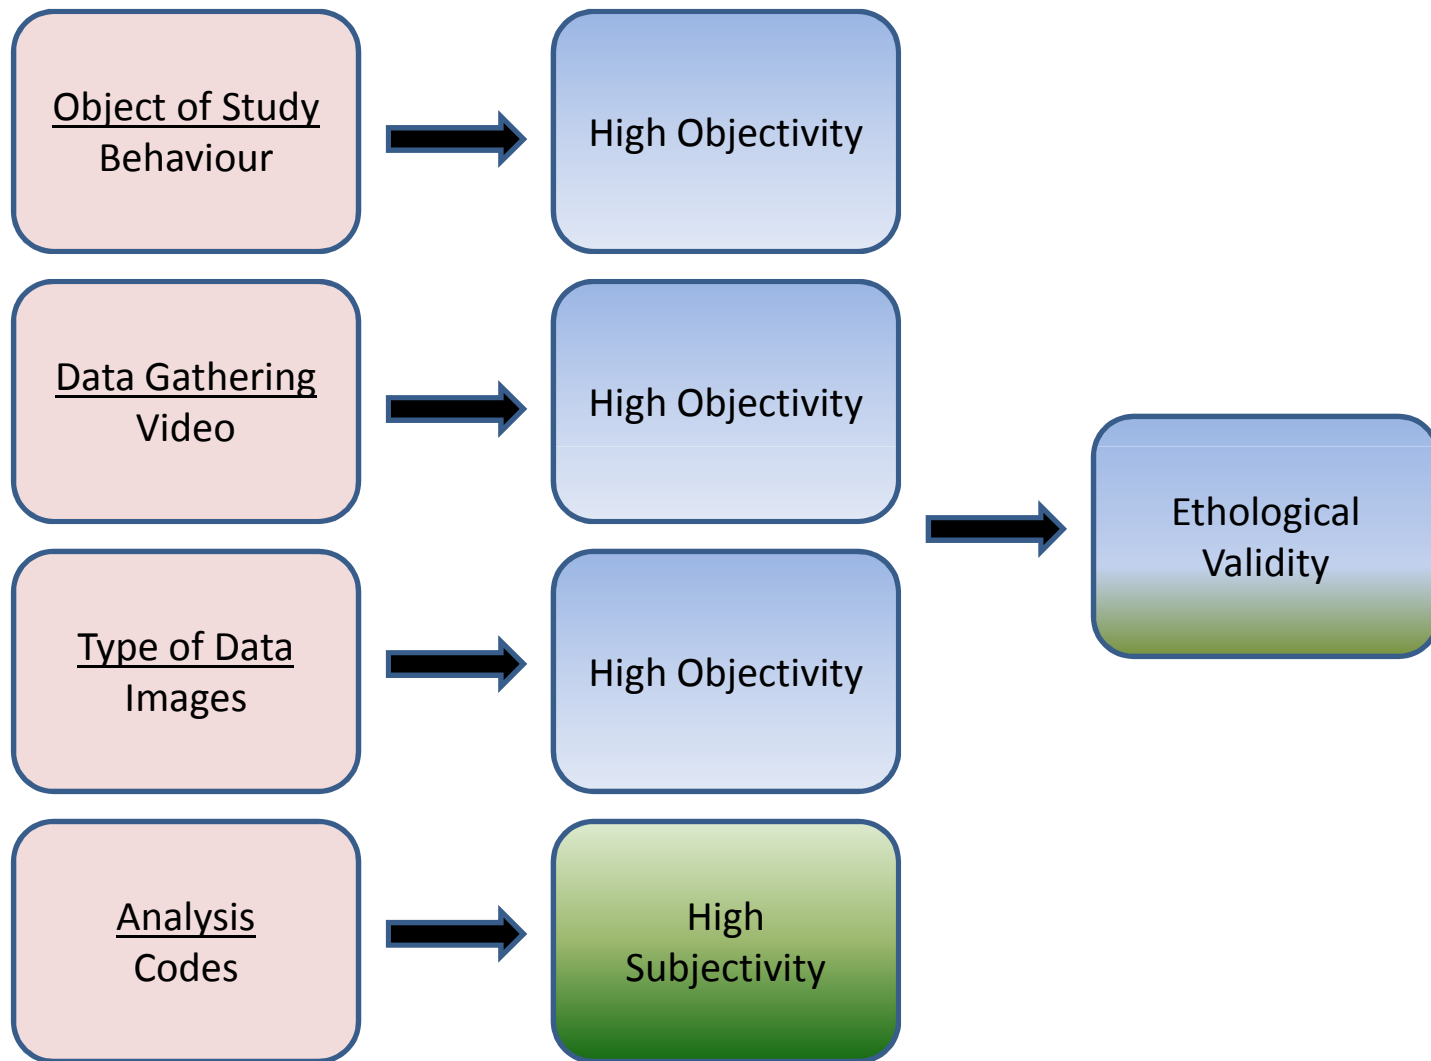 Object of Study
Behaviour
High Objectivity
Data Gathering
Video
High Objectivity
Type of Data
Images
High Objectivity
Analysis
Codes
High
Subjectivity
Ethological
Validity